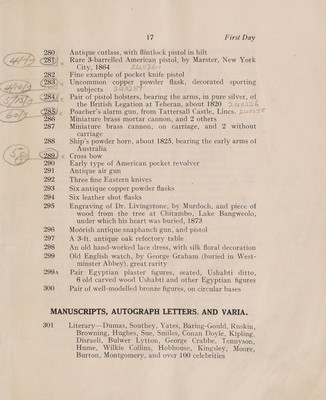 17 First Day
280 Antique cutlass, with flintlock pistol in hilt
281 Rare 3-barrelled American pistol, by Marster, New York
City, 1864
282 Fine example of pocket knife pistol
283 Uncommon copper powder flask, decorated sporting
subjects
284 Pair of pistol holsters, bearing the arms, in pure silver, of
the British Legation at Teheran, about 1820
285 Poacher's alarm gun, from Tattersall Castle, Lincs.
286 Miniature brass mortar cannon, and 2 others
287 Miniature brass cannon, on carriage, and 2 without
carriage
288 Ship's powder horn, about 1825, bearing the early arms of
Australia
289 Cross bow
290 Early type of American pocket revolver
291 Antique air gun
292 Three fine Eastern knives
293 Six antique copper powder flasks
294 Six leather shot flasks
295 Engraving of Dr. Livingstone, by Murdoch, and piece of
wood from the tree at Chitambo, Lake Bangweolo,
under which his heart was buried, 1873
296 Moorish antique snaphanch gun, and pistol
297 A 3-ft. antique oak refectory table
298 An old hand-worked lace dress, with silk floral decoration
299 Old English watch, by George Graham (buried in West-
minster Abbey), great rarity
299A Pair Egyptian plaster figures, seated, Ushabti ditto,
6 old carved wood Ushabti and other Egyptian figures
300 Pair of well-modelled bronze figures, on circular bases
MANUSCRIPTS, AUTOGRAPH LETTERS, AND VARIA.
301 Literary—Dumas, Southey, Yates, Baring-Gould, Ruskin,
Browning, Hughes, Sue, Smiles, Conan Doyle, Kipling,
Disraeli, Bulwer Lytton, George Crabbe, Tennyson,
Hume, Wilkie Collins, Hobhouse, Kingsley, Moore,
Burton, Montgomery, and over 100 celebrities